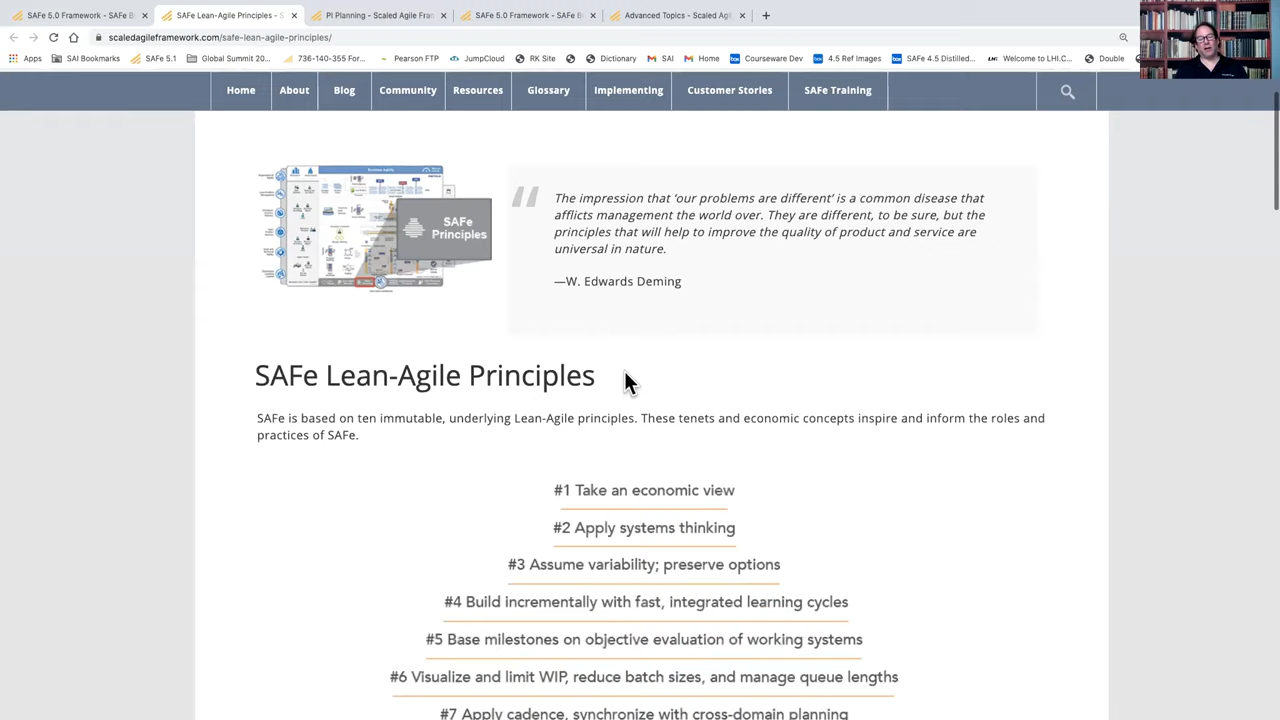 SAFe 5.0 Framework - SAFe B
SAFe Lean-Agile Principles - S
PI Planning - Scaled Agile Fram
SAFe 5.0 Framework - SAFe B
Advanced Topics - Scaled Agil
scaledagileframework.com/safe-lean-agile-principles/
Apps
SAI Bookmarks
SAFe 5.1
Global Summit 20...
736-140-355 For...
Pearson FTP
JumpCloud
RK Site
Dictionary
SAI
Home
Courseware Dev
4.5 Ref Images
SAFe 4.5 Distilled...
Welcome to LHI.C...
Double
Home
About
Blog
Community
Resources
Glossary
Implementing
Customer Stories
SAFe Training
SAFe
Principles
The impression that ‘our problems are different’ is a common disease that
afflicts management the world over. They are different, to be sure, but the
principles that will help to improve the quality of product and service are
universal in nature.
—W. Edwards Deming
SAFe Lean-Agile Principles
SAFe is based on ten immutable, underlying Lean-Agile principles. These tenets and economic concepts inspire and inform the roles and
practices of SAFe.
#1 Take an economic view
#2 Apply systems thinking
#3 Assume variability; preserve options
#4 Build incrementally with fast, integrated learning cycles
#5 Base milestones on objective evaluation of working systems
#6 Visualize and limit WIP, reduce batch sizes, and manage queue lengths
#7 Apply cadence, synchronize with cross-domain planning